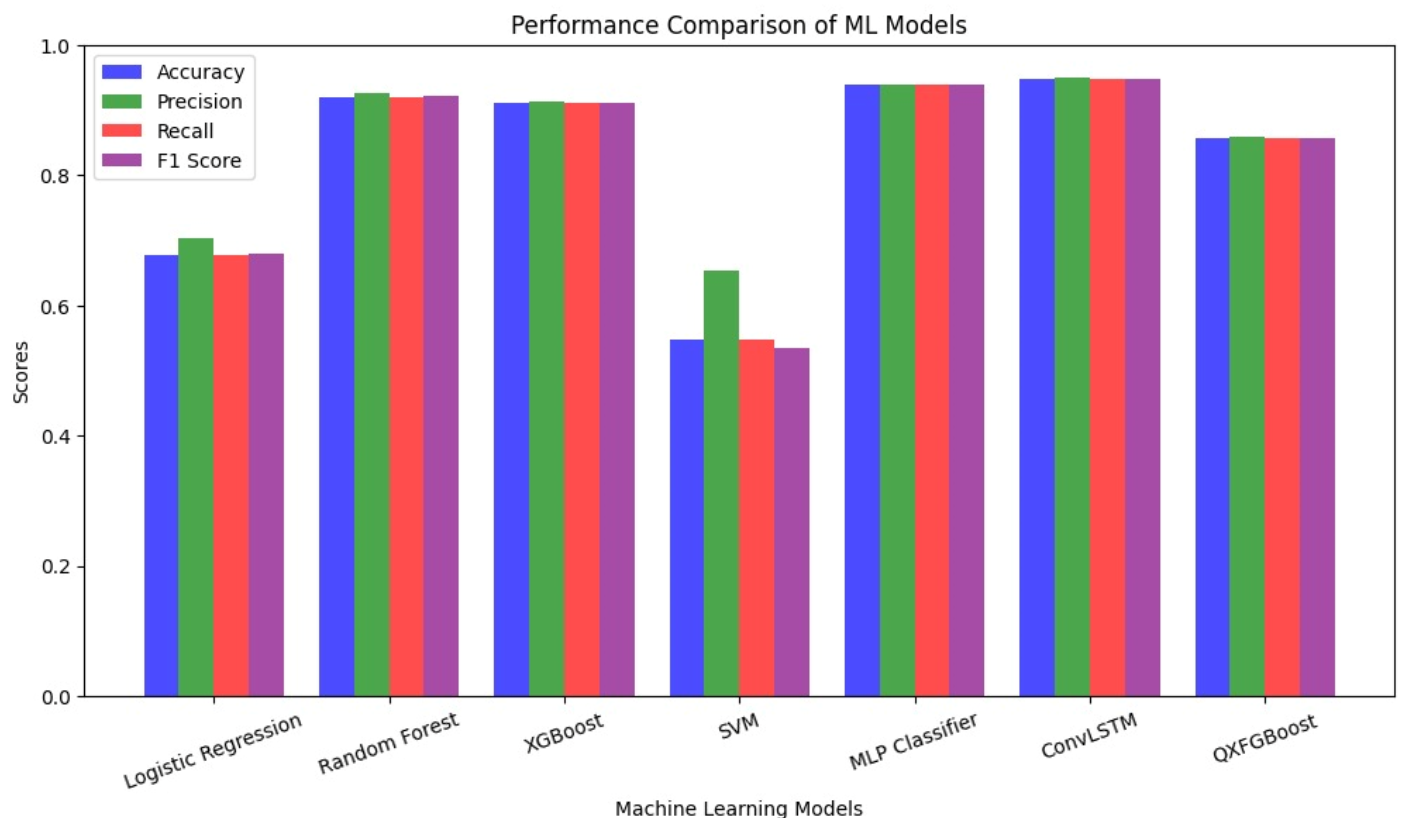 Performance Comparison of ML Models
1.0
0.8
0.6
0.4
0.2
0.0
Scores
Accuracy
Precision
Recall
F1 Score
Logistic Regression
Random Forest
XGBoost
SVM
MLP Classifier
ConvLSTM
QXFGBoost
Machine Learning Models